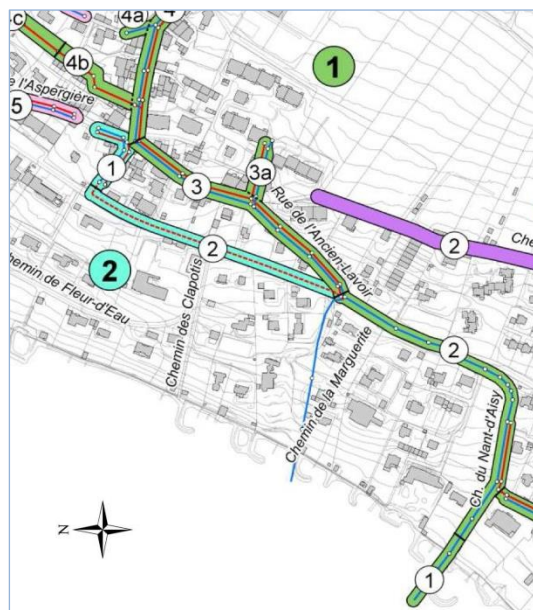 4c
4a
4
4b
1
e l'Aspergière
5
1
3a
3
Rue de l'Ancien-Lavoir
2
Che
2
2
Chemin des Clapotis
Chemin de Fleur-d'Eau
2
Chemin de la Marguerite
Ch. du Nant-d'Aisy
N
1